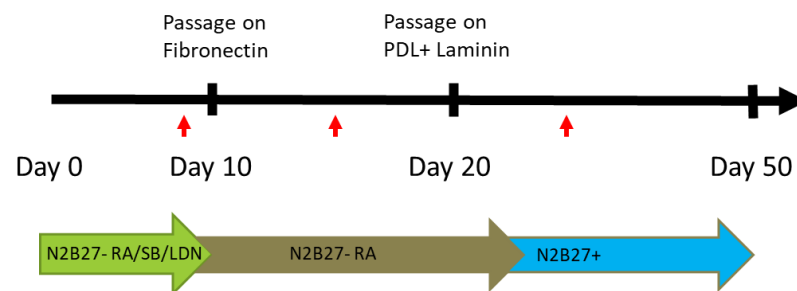 Passage on
Fibronectin
Passage on
PDL+ Laminin
Day 0
Day 10
Day 20
Day 50
N2B27- RA/SB/LDN
N2B27- RA
N2B27+